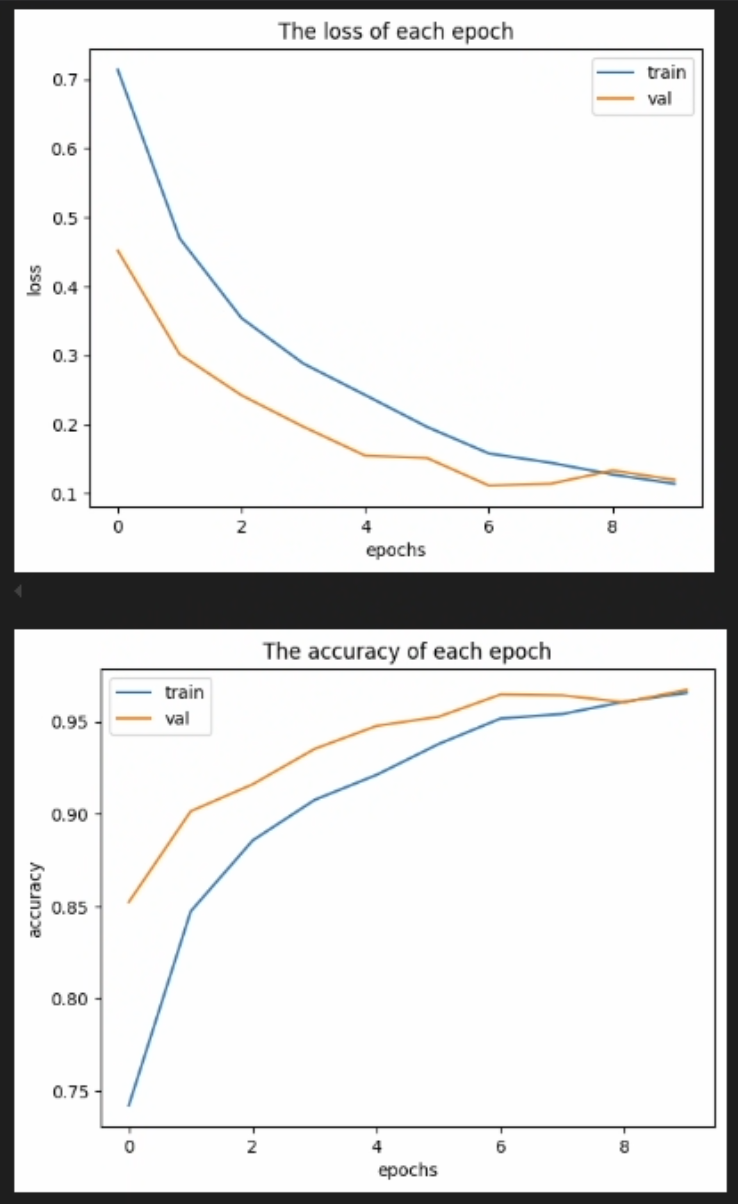 The loss of each epoch
train
val
0.7
0.6
0.5
0.4
0.3
0.2
0.1
loss
0 2 4 6 8
epochs
The accuracy of each epoch
train
val
0.95
0.90
0.85
0.80
0.75
accuracy
0 2 4 6 8
epochs